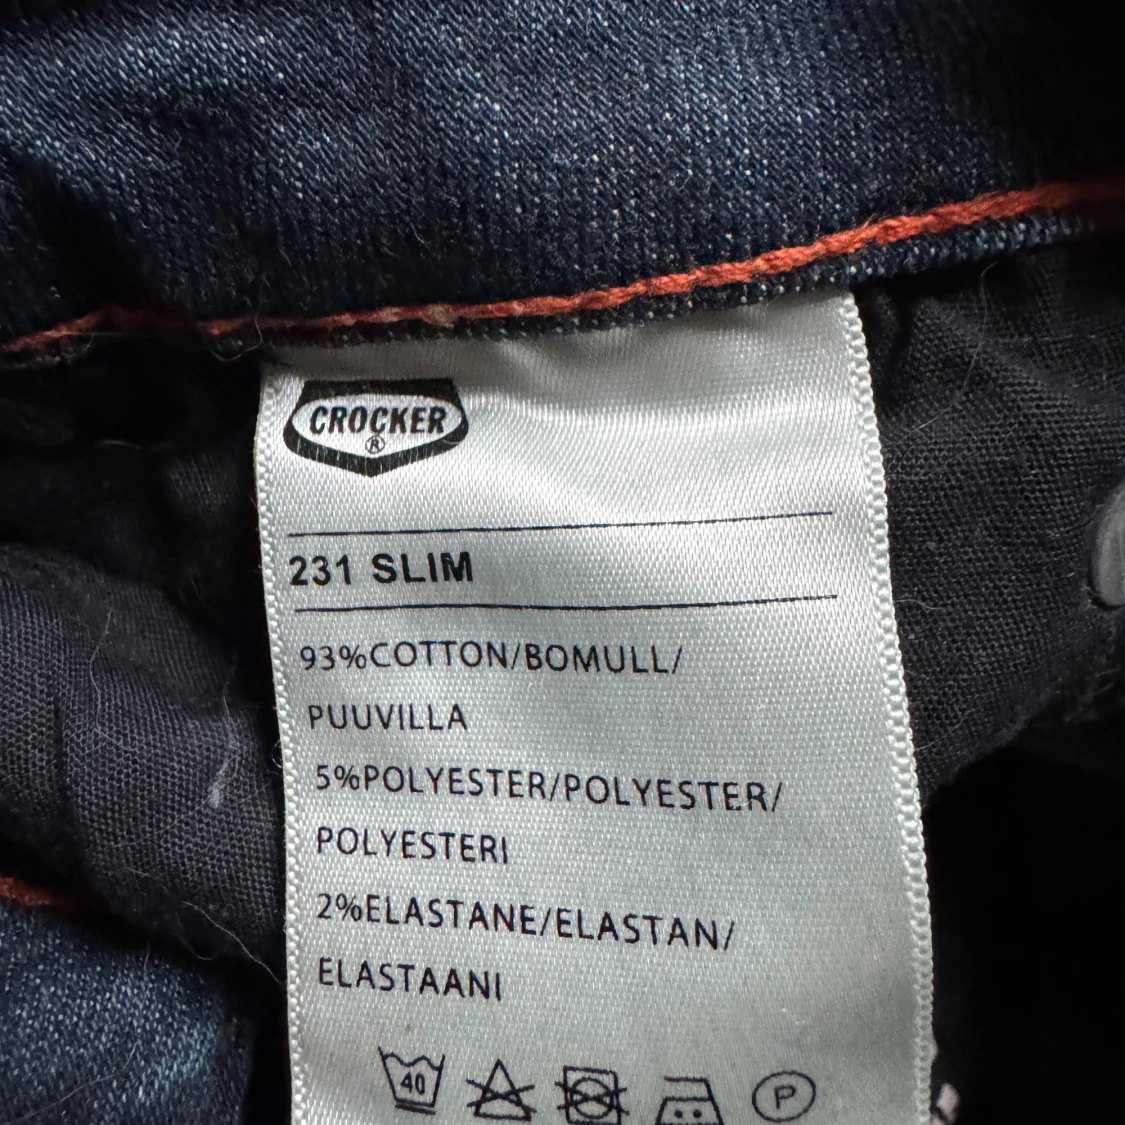 CROCKER
®
231 SLIM
93%COTTON/BOMULL/
PUUVILLA
5%POLYESTER/POLYESTER/
POLYESTERI
2%ELASTANE/ELASTAN/
ELASTAANI
40 P